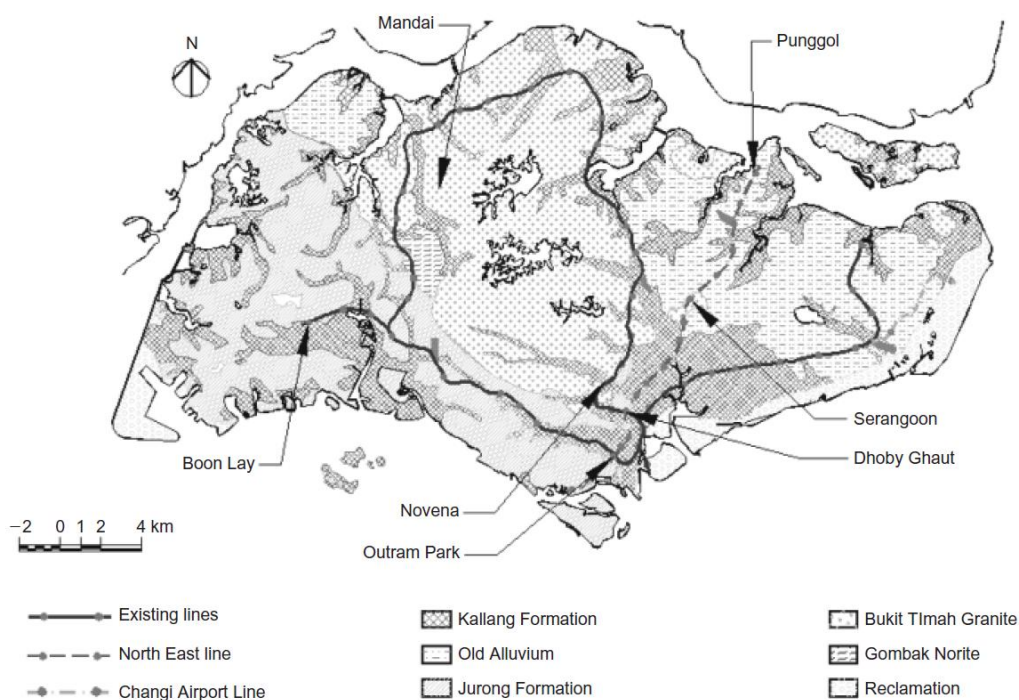 Mandai
Punggol
N
Serangoon
Dhoby Ghaut
Boon Lay
Novena
Outram Park
−2 0 1 2 4 km
Existing lines
North East line
Changi Airport Line
Kallang Formation
Old Alluvium
Jurong Formation
Bukit TImah Granite
Gombak Norite
Reclamation